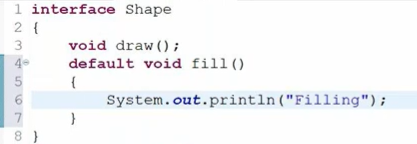 1 interface Shape
2 {
3     void draw();
4     default void fill()
5     {
6         System.out.println("Filling");
7     }
8 }